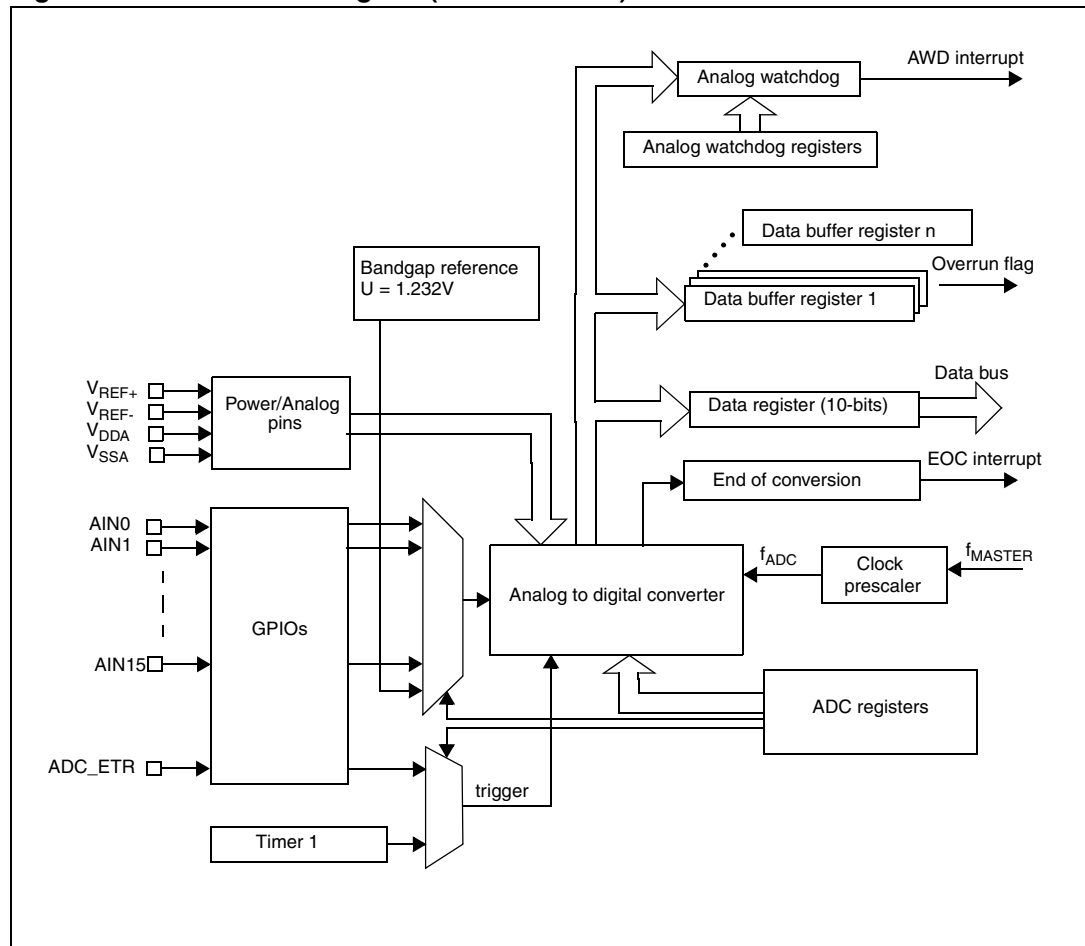 AWD interrupt
Analog watchdog
Analog watchdog registers
Data buffer register n
Bandgap reference
U = 1.232V
Overrun flag
Data buffer register 1
Data bus
VREF+
VREF-
VDDA
VSSA
Power/Analog
pins
Data register (10-bits)
EOC interrupt
End of conversion
AIN0
AIN1
fADC
fMASTER
Clock
prescaler
Analog to digital converter
GPIOs
AIN15
ADC registers
ADC_ETR
trigger
Timer 1